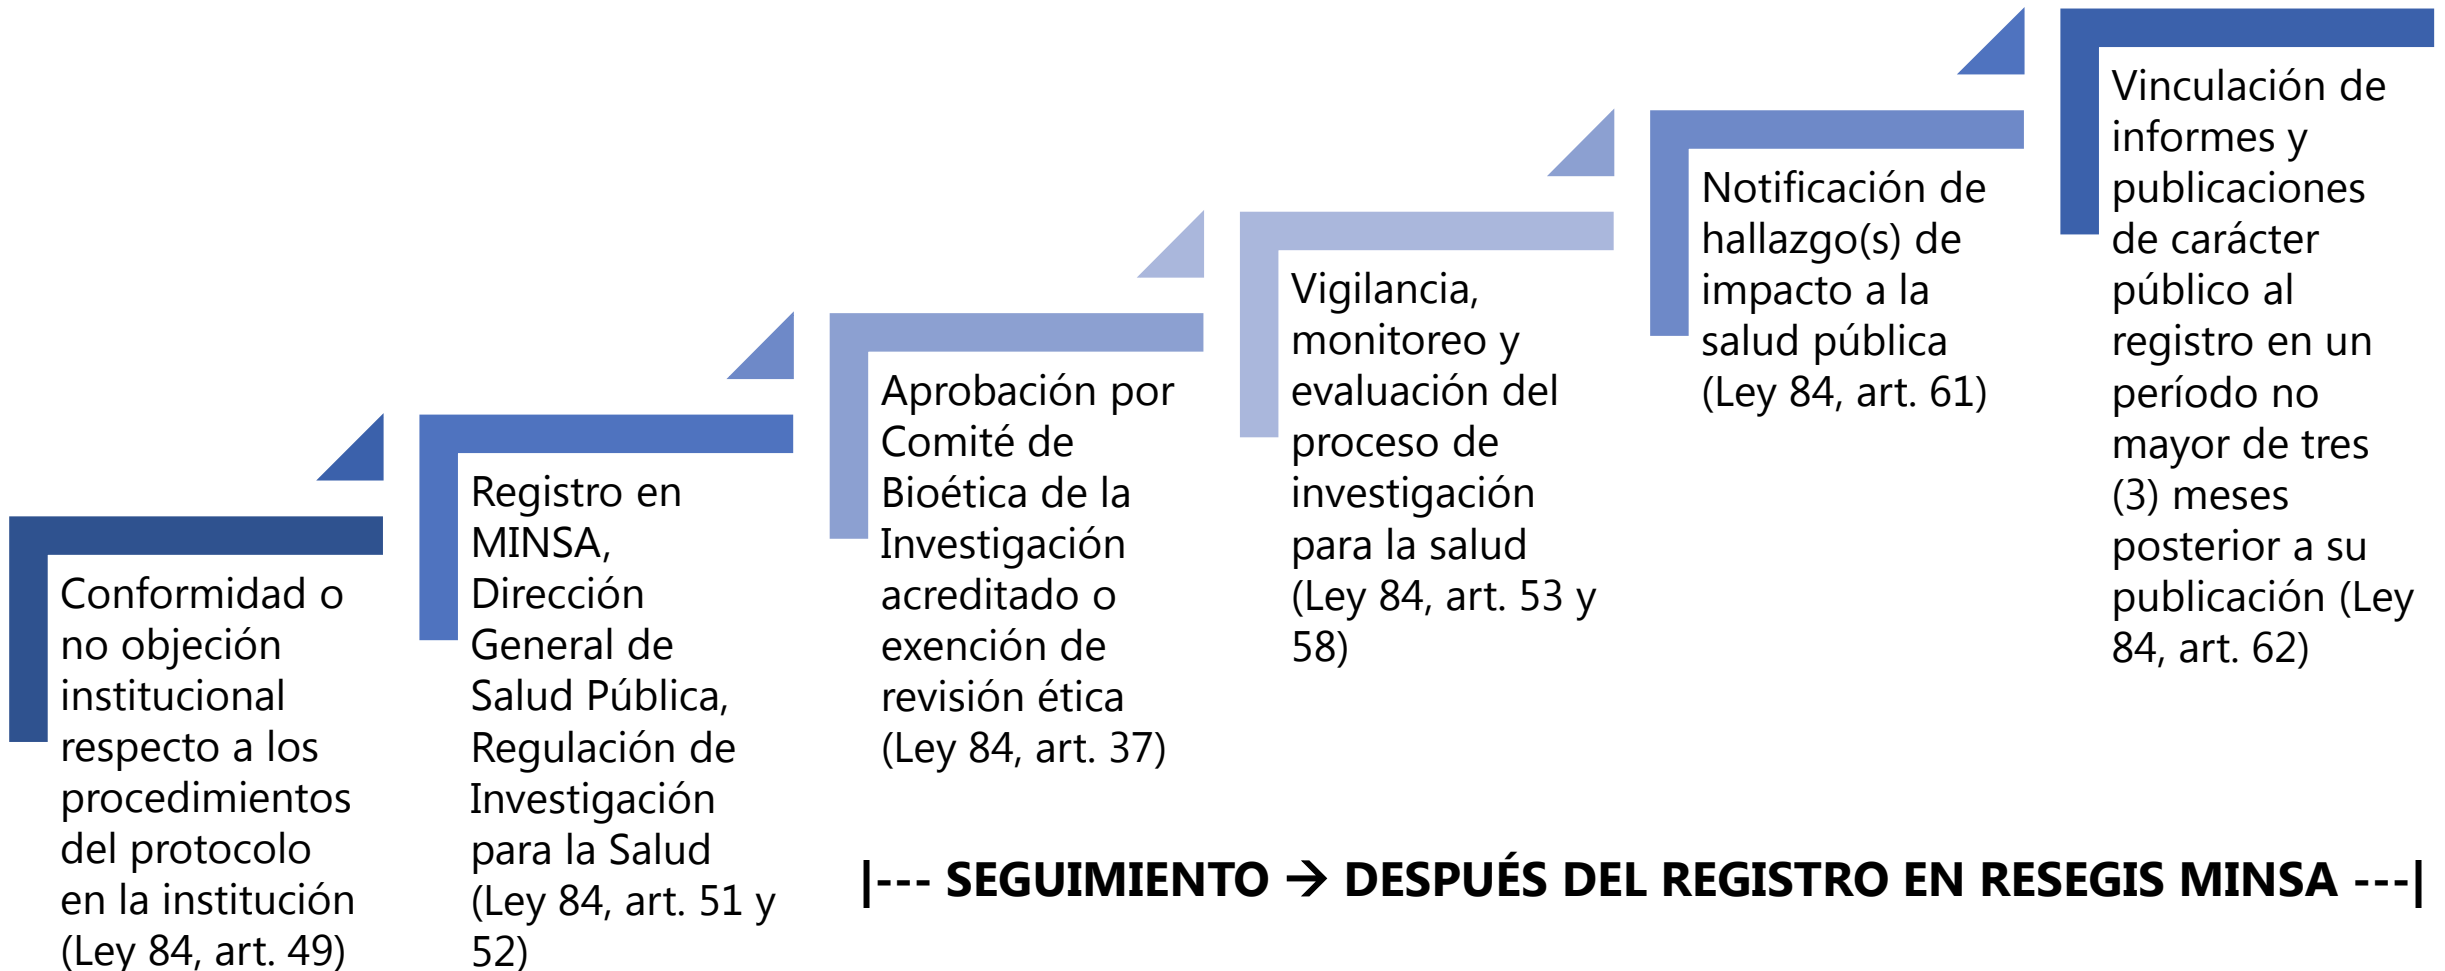 Conformidad o
no objeción
institucional
respecto a los
procedimientos
del protocolo
en la institución
(Ley 84, art. 49)
Registro en
MINSA,
Dirección
General de
Salud Pública,
Regulación de
Investigación
para la Salud
(Ley 84, art. 51 y
52)
Aprobación por
Comité de
Bioética de la
Investigación
acreditado o
exención de
revisión ética
(Ley 84, art. 37)
Vigilancia,
monitoreo y
evaluación del
proceso de
investigación
para la salud
(Ley 84, art. 53 y
58)
Notificación de
hallazgo(s) de
impacto a la
salud pública
(Ley 84, art. 61)
Vinculación de
informes y
publicaciones
de carácter
público al
registro en un
período no
mayor de tres
(3) meses
posterior a su
publicación (Ley
84, art. 62)
|--- SEGUIMIENTO → DESPUÉS DEL REGISTRO EN RESEGIS MINSA ---|